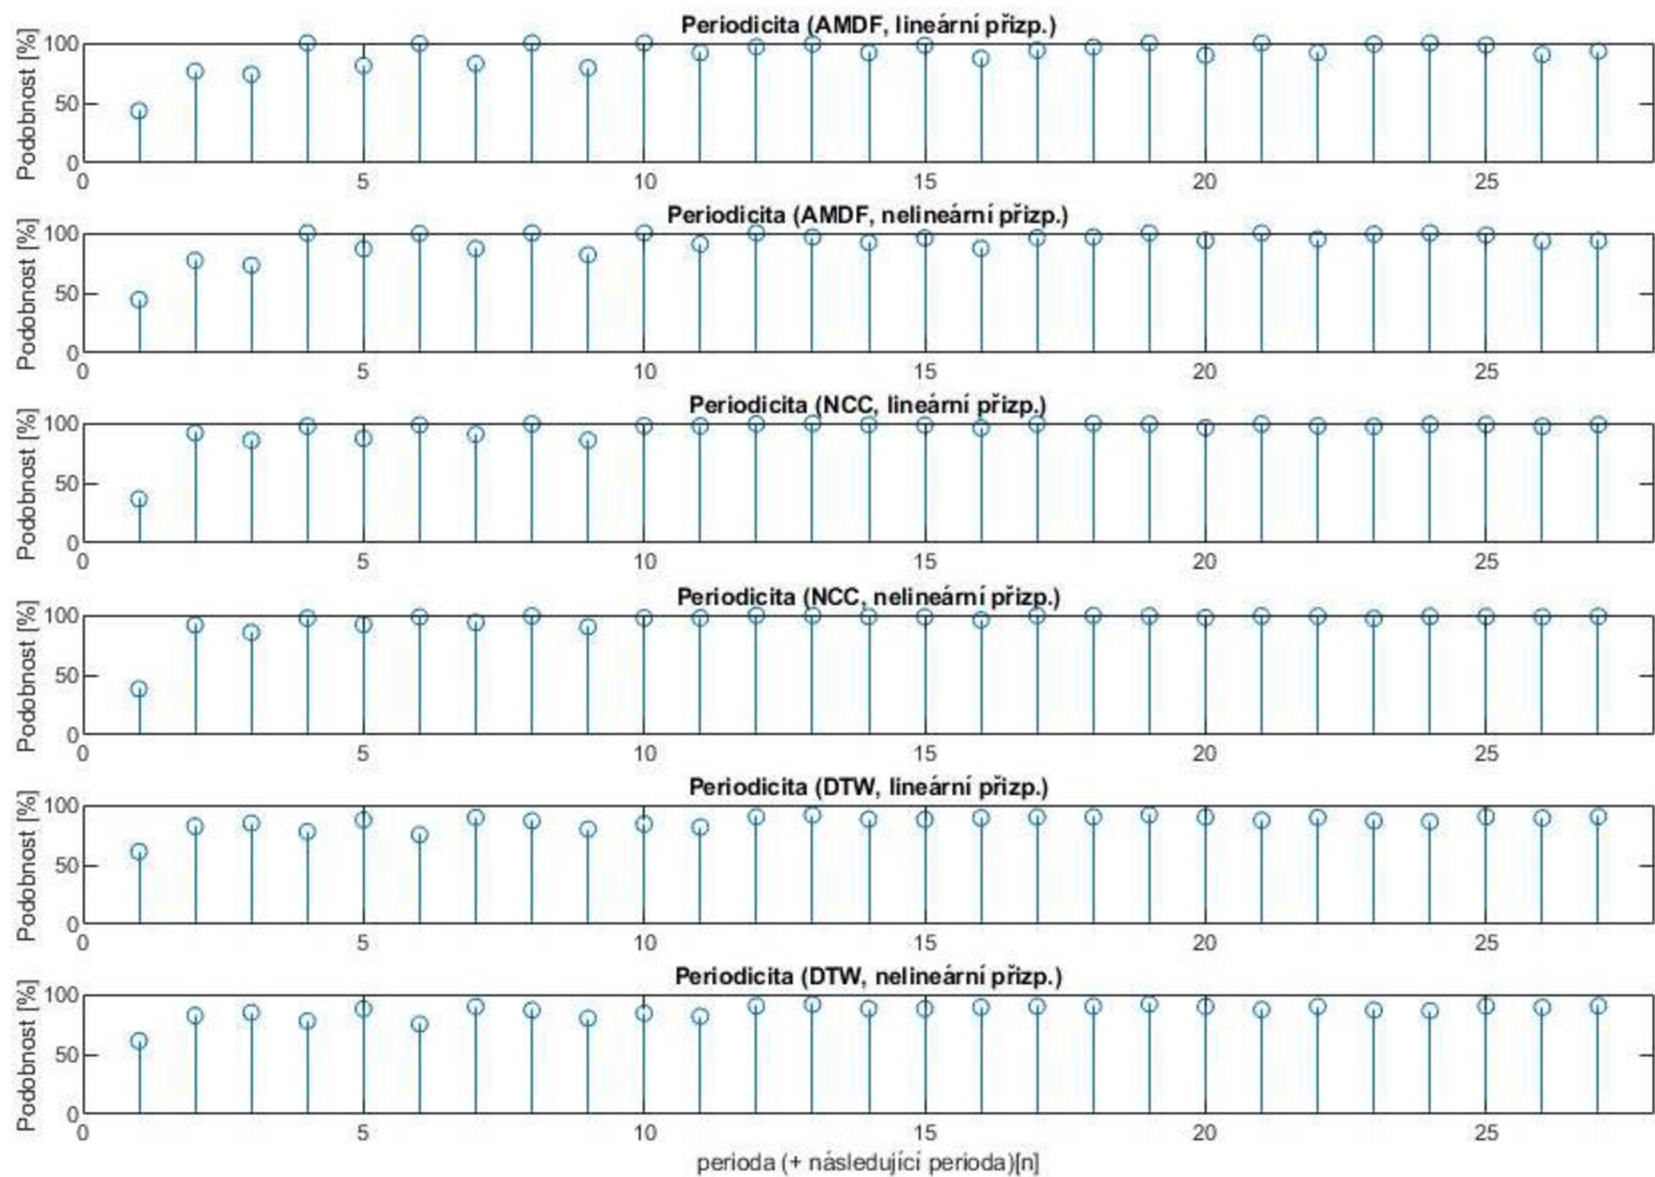 Periodicita (AMDF, lineární přizp.)
Podobnost [%]
100
50
0
0 5 10 15 20 25
Periodicita (AMDF, nelineární přizp.)
Podobnost [%]
100
50
0
0 5 10 15 20 25
Periodicita (NCC, lineární přizp.)
Podobnost [%]
100
50
0
0 5 10 15 20 25
Periodicita (NCC, nelineární přizp.)
Podobnost [%]
100
50
0
0 5 10 15 20 25
Periodicita (DTW, lineární přizp.)
Podobnost [%]
100
50
0
0 5 10 15 20 25
Periodicita (DTW, nelineární přizp.)
Podobnost [%]
100
50
0
0 5 10 15 20 25
perioda (+ následující perioda)[n]